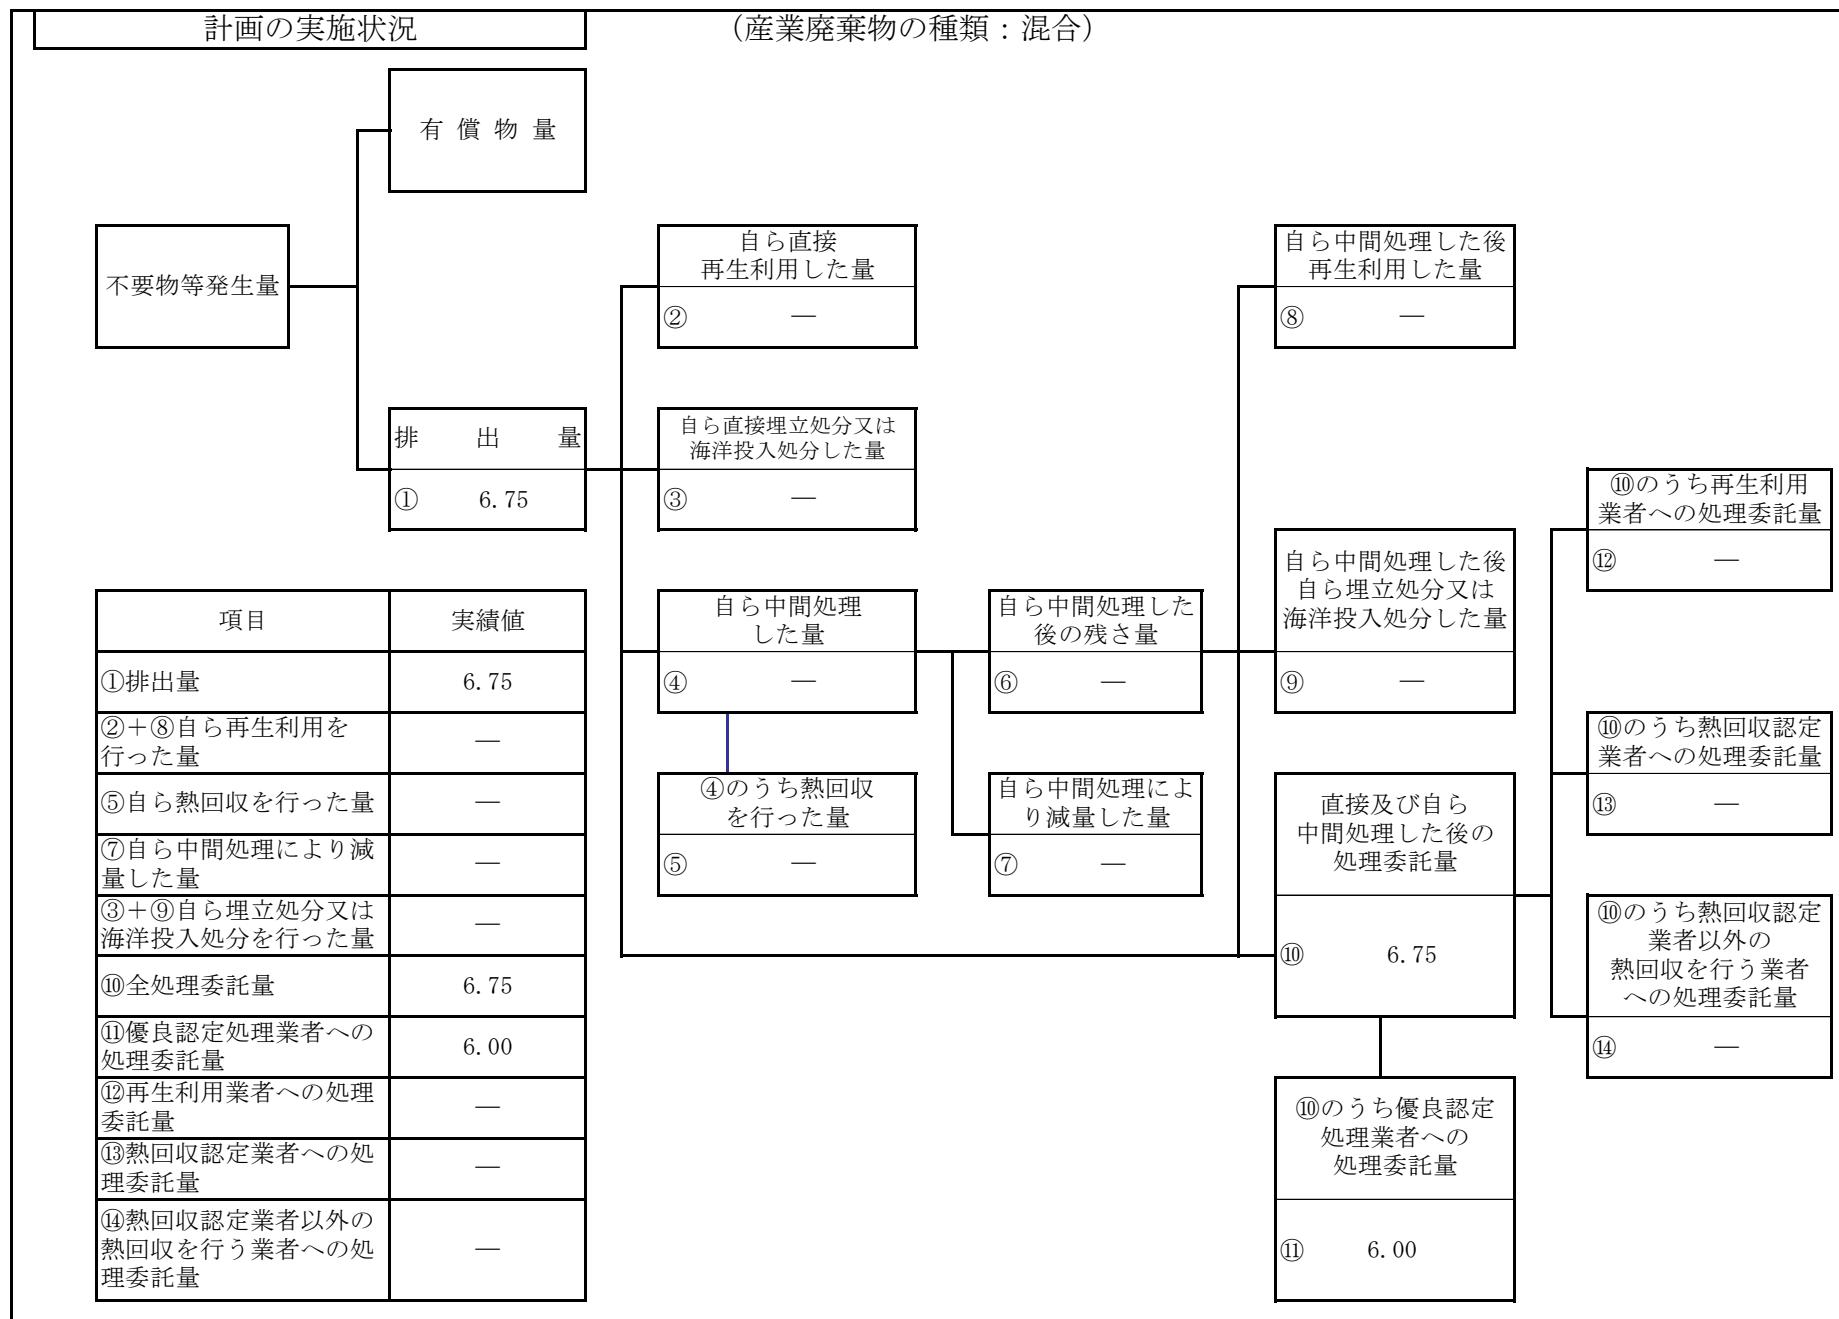 計画の実施状況
（産業廃棄物の種類：混合）
有償物量
不要物等発生量
排出量
① 6.75
自ら直接
再生利用した量
② ―
自ら直接埋立処分又は
海洋投入処分した量
③ ―
自ら中間処理
した量
④ ―
④のうち熱回収
を行った量
⑤ ―
自ら中間処理した
後の残さ量
⑥ ―
自ら中間処理によ
り減量した量
⑦ ―
自ら中間処理した後
再生利用した量
⑧ ―
自ら中間処理した後
自ら埋立処分又は
海洋投入処分した量
⑨ ―
直接及び自ら
中間処理した後の
処理委託量
⑩ 6.75
⑩のうち優良認定
処理業者への
処理委託量
⑪ 6.00
⑩のうち再生利用
業者への処理委託量
⑫ ―
⑩のうち熱回収認定
業者への処理委託量
⑬ ―
⑩のうち熱回収認定
業者以外の
熱回収を行う業者
への処理委託量
⑭ ―
項目 実績値
①排出量 6.75
②＋⑧自ら再生利用を
行った量 ―
⑤自ら熱回収を行った量 ―
⑦自ら中間処理により減
量した量 ―
③＋⑨自ら埋立処分又は
海洋投入処分を行った量 ―
⑩全処理委託量 6.75
⑪優良認定処理業者への
処理委託量 6.00
⑫再生利用業者への処理
委託量 ―
⑬熱回収認定業者への処
理委託量 ―
⑭熱回収認定業者以外の
熱回収を行う業者への処
理委託量 ―